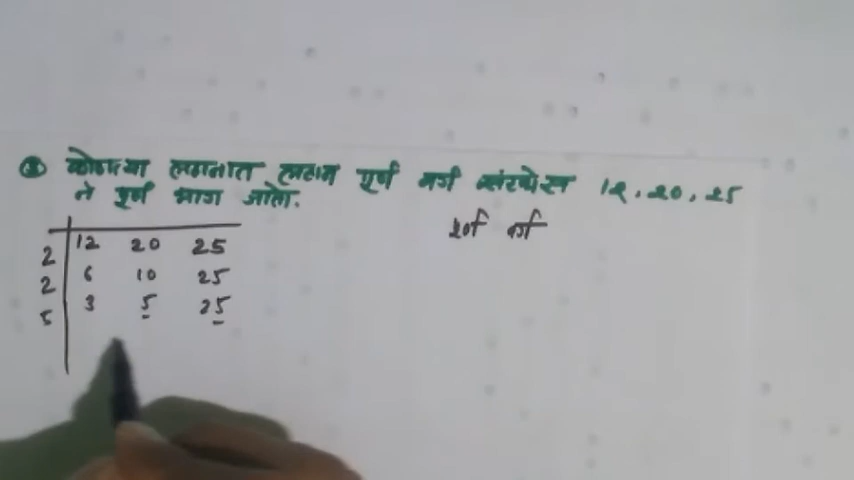 कोणत्या लहानात लहान पूर्ण वर्ग संख्येस 12, 20, 25
ने पूर्ण भाग जातो.
पूर्ण वर्ग
2 12 20 25
2 6 10 25
5 3 5 25